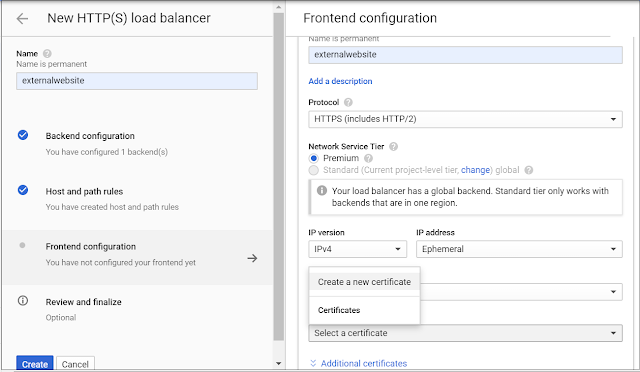 New HTTP(S) load balancer
Name
Name is permanent
externalwebsite
Backend configuration
You have configured 1 backend(s)
Host and path rules
You have created host and path rules
Frontend configuration
You have not configured your frontend yet
Review and finalize
Optional
Create
Cancel
Frontend configuration
Name is permanent
externalwebsite
Add a description
Protocol
HTTPS (includes HTTP/2)
Network Service Tier
Premium
Standard (Current project-level tier, change) global
Your load balancer has a global backend. Standard tier only works with
backends that are in one region.
IP version
IP address
IPv4
Ephemeral
Create a new certificate
Certificates
Select a certificate
Additional certificates